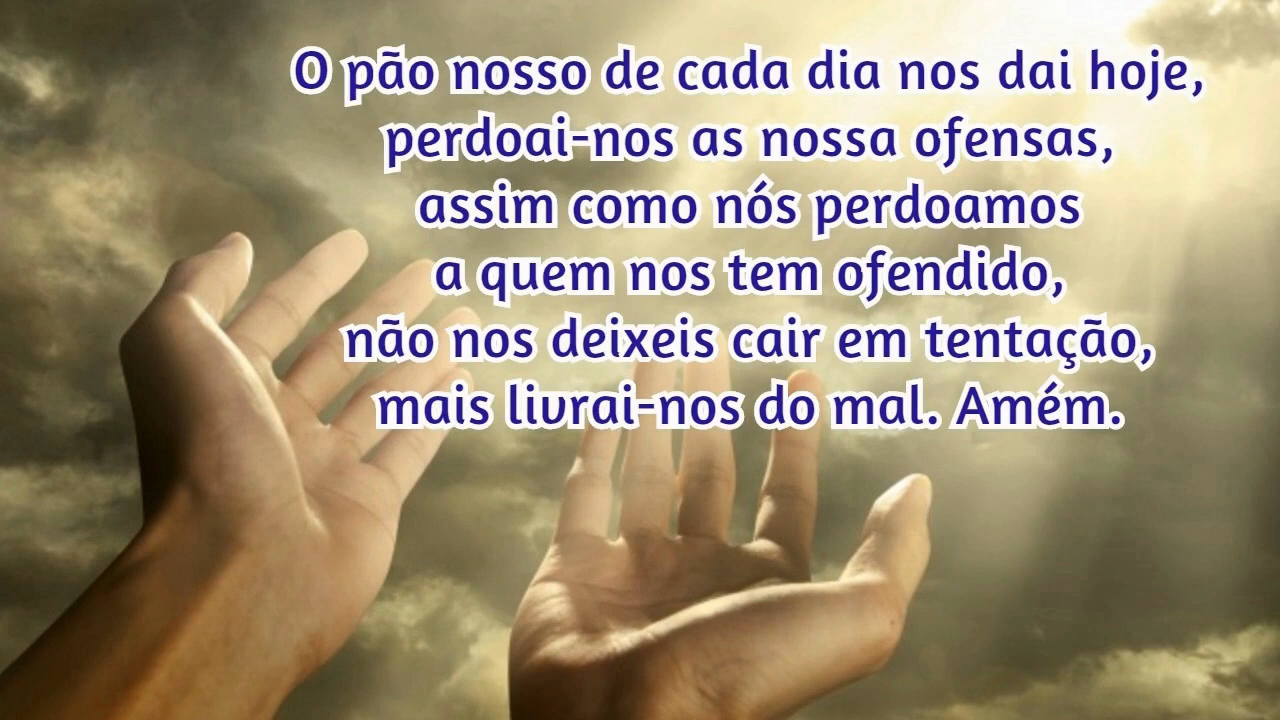 O pão nosso de cada dia nos dai hoje,
perdoai-nos as nossa ofensas,
assim como nós perdoamos
a quem nos tem ofendido,
não nos deixeis cair em tentação,
mais livrai-nos do mal. Amém.